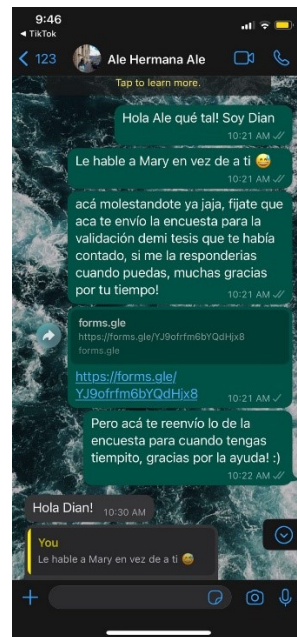 9:46
◀ TikTok
123
Ale Hermana Ale
Tap to learn more.
Hola Ale qué tal! Soy Dian
10:21 AM
Le hable a Mary en vez de a ti 😅
10:21 AM
acá molestandote ya jaja, fijate que
aca te envío la encuesta para la
validación demi tesis que te había
contado, si me la responderias
cuando puedas, muchas gracias
por tu tiempo!
10:21 AM
forms.gle
https://forms.gle/YJ9ofrfm6bYQdHjx8
forms.gle
https://forms.gle/
YJ9ofrfm6bYQdHjx8
10:21 AM
Pero acá te reenvío lo de la
encuesta para cuando tengas
tiempito, gracias por la ayuda! :)
10:22 AM
Hola Dian! 10:30 AM
You
Le hable a Mary en vez de a ti 😅